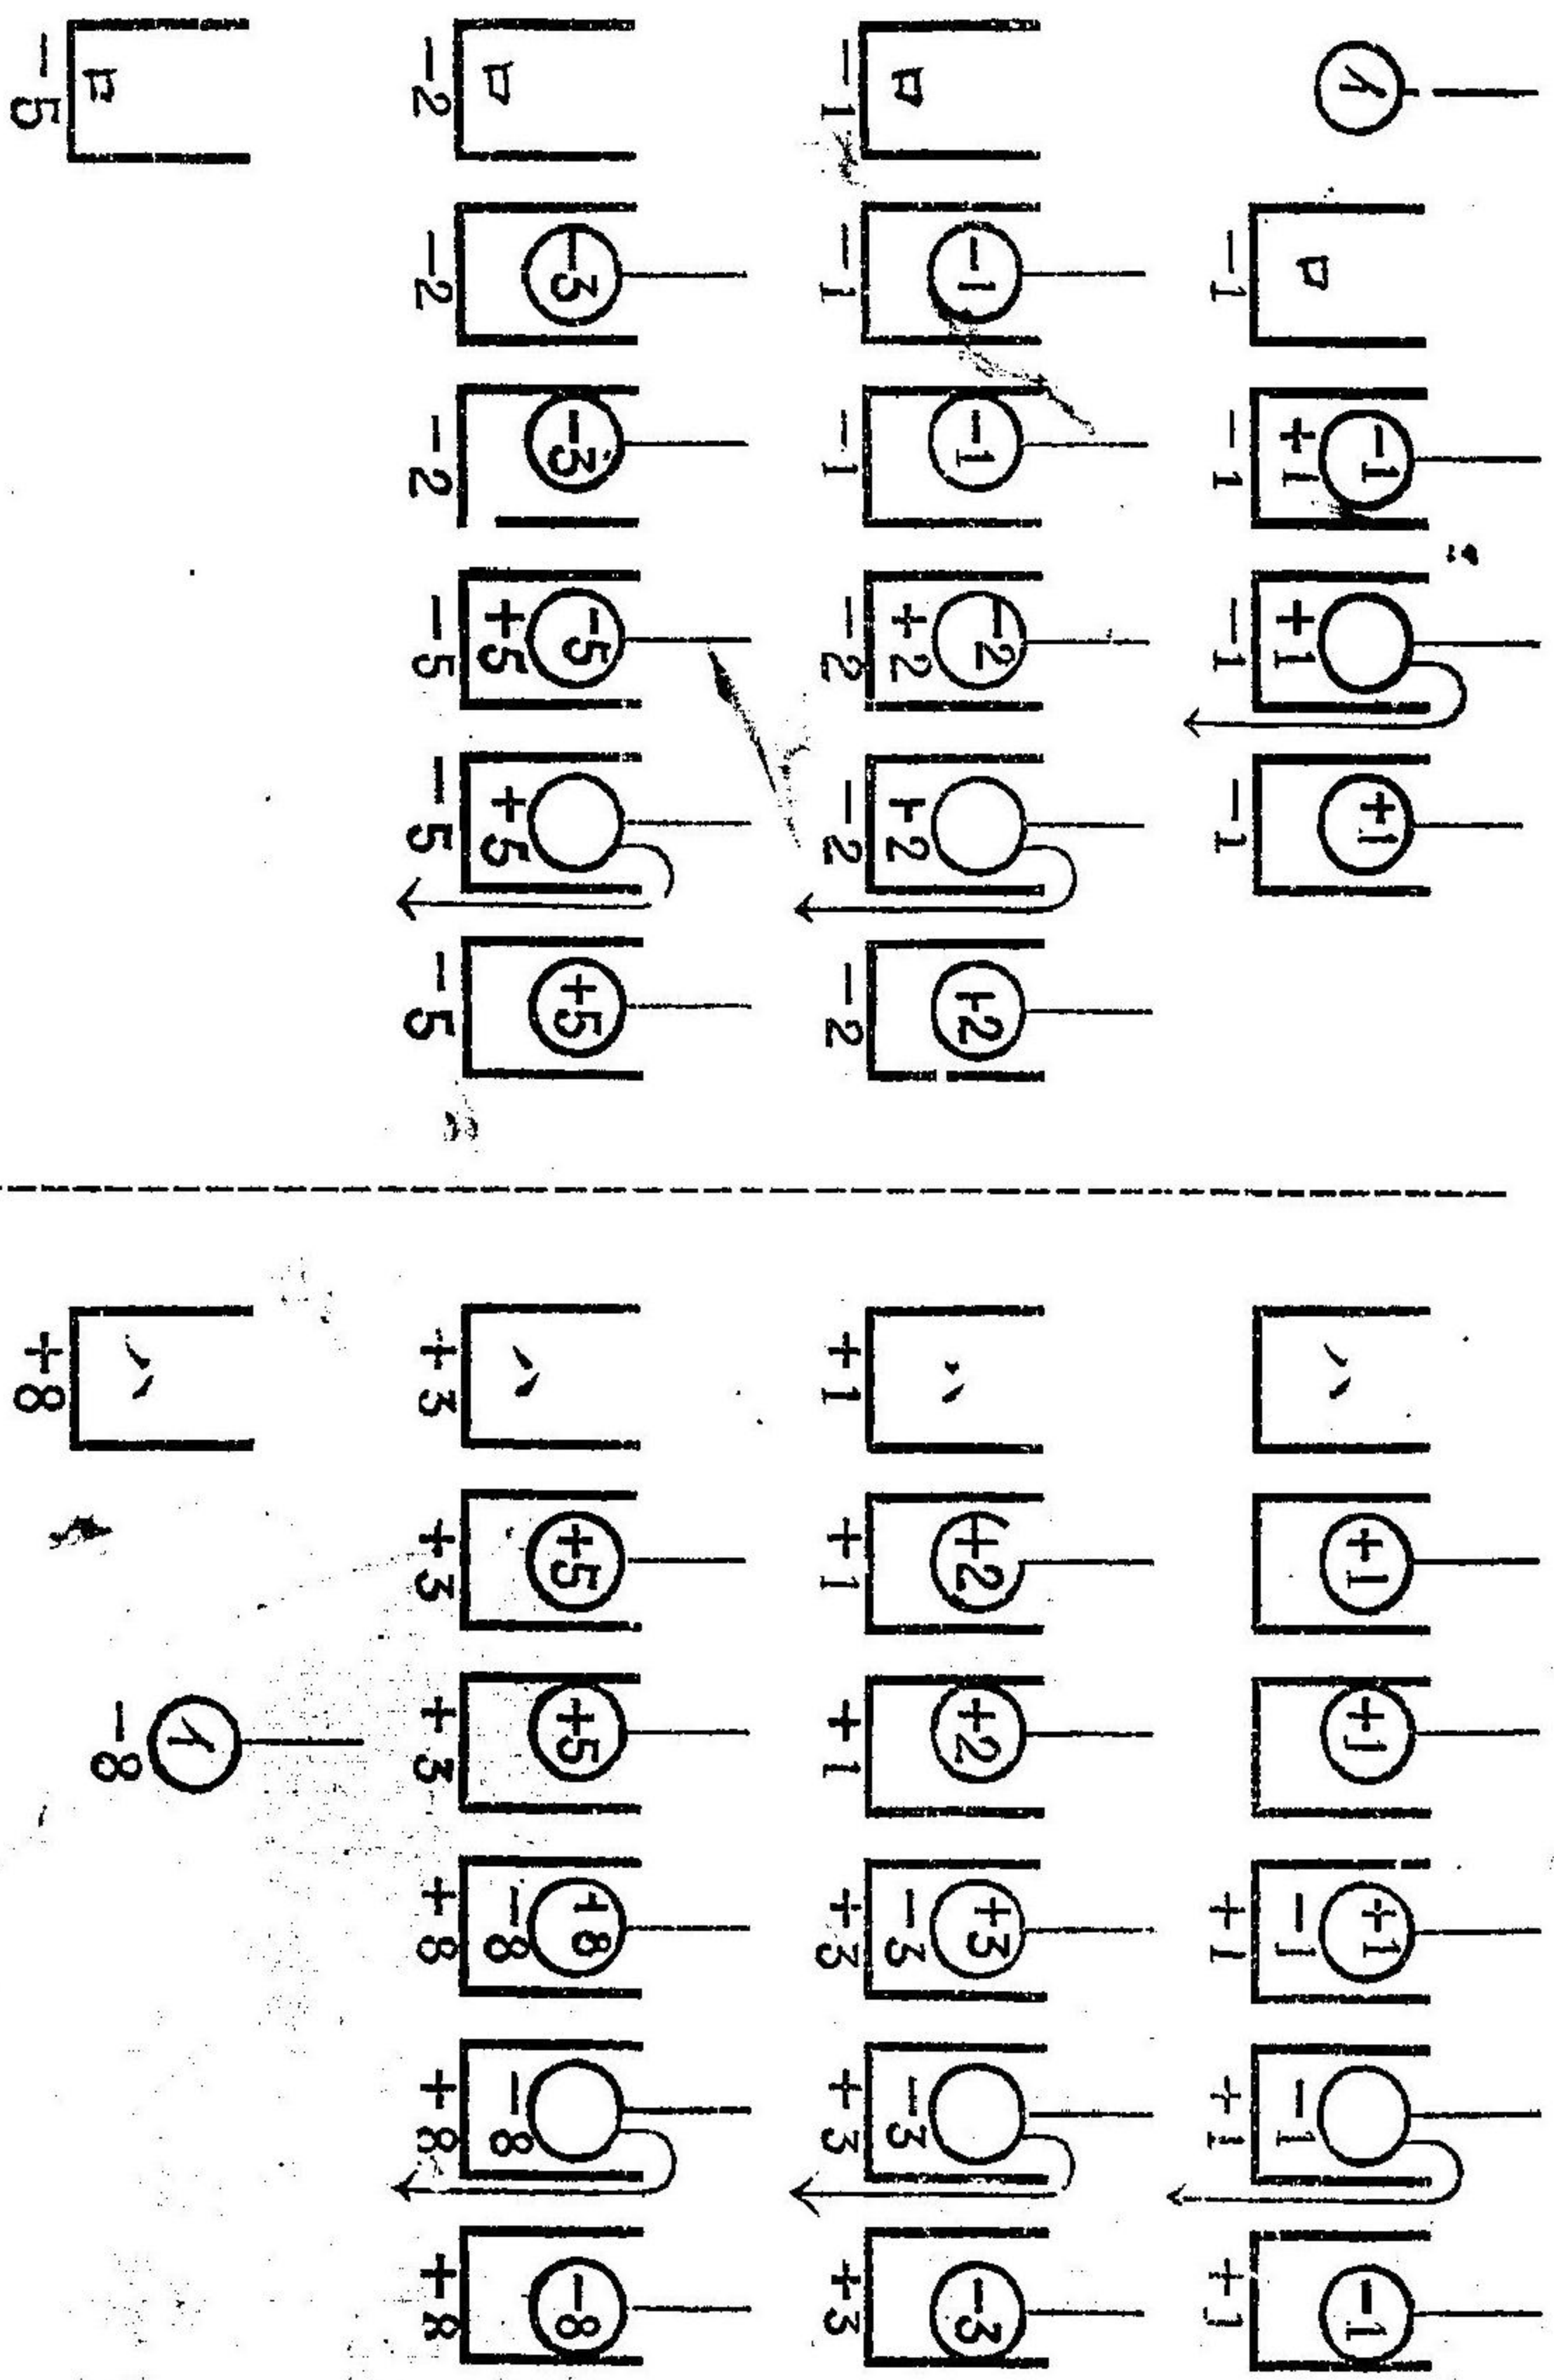 イ −1 +1 ハ +1 +1 +1 −1
ロ +1 +1 −1 −1
−1 −1 −1 −1 +1 +1 +1
−1 −1 −2 +2 ハ +2 +2 +3 −3
ロ +2 +2 −3 −3
−1 −1 −1 −2 −2 −2 +1 +1 +1 +3 +3 +3
−3 −3 −5 +5 ハ +5 +5 +8 −8
ロ +5 +5 −8 −8
−2 −2 −2 −5 −5 −5 +3 +3 +3 +8 +8 +8
イ
ロ ハ −8
−5 +8